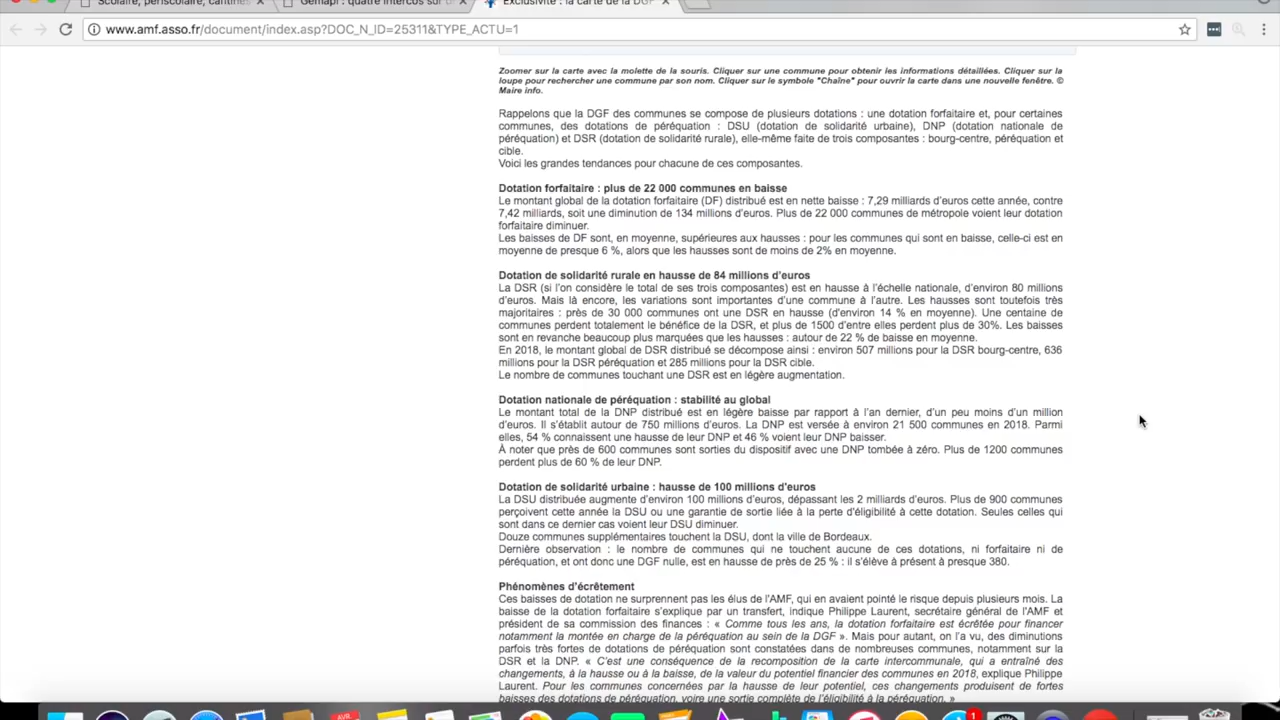 Scolaire, périscolaire, cantines
Gemapi : quatre intercos sur
Exclusivité : la carte de la DGF
www.amf.asso.fr/document/index.asp?DOC_N_ID=25311&TYPE_ACTU=1
Zoomer sur la carte avec la molette de la souris. Cliquer sur une commune pour obtenir les informations détaillées. Cliquer sur la
loupe pour rechercher une commune par son nom. Cliquer sur le symbole "Chaîne" pour ouvrir la carte dans une nouvelle fenêtre. ©
Maire info.
Rappelons que la DGF des communes se compose de plusieurs dotations : une dotation forfaitaire et, pour certaines
communes, des dotations de péréquation : DSU (dotation de solidarité urbaine), DNP (dotation nationale de
péréquation) et DSR (dotation de solidarité rurale), elle-même faite de trois composantes : bourg-centre, péréquation et
cible.
Voici les grandes tendances pour chacune de ces composantes.
Dotation forfaitaire : plus de 22 000 communes en baisse
Le montant global de la dotation forfaitaire (DF) distribué est en nette baisse : 7,29 milliards d'euros cette année, contre
7,42 milliards, soit une diminution de 134 millions d'euros. Plus de 22 000 communes de métropole voient leur dotation
forfaitaire diminuer.
Les baisses de DF sont, en moyenne, supérieures aux hausses : pour les communes qui sont en baisse, celle-ci est en
moyenne de presque 6 %, alors que les hausses sont de moins de 2% en moyenne.
Dotation de solidarité rurale en hausse de 84 millions d'euros
La DSR (si l'on considère le total de ses trois composantes) est en hausse à l'échelle nationale, d'environ 80 millions
d'euros. Mais là encore, les variations sont importantes d'une commune à l'autre. Les hausses sont toutefois très
majoritaires : près de 30 000 communes ont une DSR en hausse (d'environ 14 % en moyenne). Une centaine de
communes perdent totalement le bénéfice de la DSR, et plus de 1500 d'entre elles perdent plus de 30%. Les baisses
sont en revanche beaucoup plus marquées que les hausses : autour de 22 % de baisse en moyenne.
En 2018, le montant global de DSR distribué se décompose ainsi : environ 507 millions pour la DSR bourg-centre, 636
millions pour la DSR péréquation et 285 millions pour la DSR cible.
Le nombre de communes touchant une DSR est en légère augmentation.
Dotation nationale de péréquation : stabilité au global
Le montant total de la DNP distribué est en légère baisse par rapport à l'an dernier, d'un peu moins d'un million
d'euros. Il s'établit autour de 750 millions d'euros. La DNP est versée à environ 21 500 communes en 2018. Parmi
elles, 54 % connaissent une hausse de leur DNP et 46 % voient leur DNP baisser.
À noter que près de 600 communes sont sorties du dispositif avec une DNP tombée à zéro. Plus de 1200 communes
perdent plus de 60 % de leur DNP.
Dotation de solidarité urbaine : hausse de 100 millions d'euros
La DSU distribuée augmente d'environ 100 millions d'euros, dépassant les 2 milliards d'euros. Plus de 900 communes
perçoivent cette année la DSU ou une garantie de sortie liée à la perte d'éligibilité à cette dotation. Seules celles qui
sont dans ce dernier cas voient leur DSU diminuer.
Douze communes supplémentaires touchent la DSU, dont la ville de Bordeaux.
Dernière observation : le nombre de communes qui ne touchent aucune de ces dotations, ni forfaitaire ni de
péréquation, et ont donc une DGF nulle, est en hausse de près de 25 % : il s'élève à présent à presque 380.
Phénomènes d'écrêtement
Ces baisses de dotation ne surprennent pas les élus de l'AMF, qui en avaient pointé le risque depuis plusieurs mois. La
baisse de la dotation forfaitaire s'explique par un transfert, indique Philippe Laurent, secrétaire général de l'AMF et
président de sa commission des finances : « Comme tous les ans, la dotation forfaitaire est écrêtée pour financer
notamment la montée en charge de la péréquation au sein de la DGF ». Mais pour autant, on l'a vu, des diminutions
parfois très fortes de dotations de péréquation sont constatées dans de nombreuses communes, notamment sur la
DSR et la DNP. « C'est une conséquence de la recomposition de la carte intercommunale, qui a entraîné des
changements, à la hausse ou à la baisse, de la valeur du potentiel financier des communes en 2018, explique Philippe
Laurent. Pour les communes concernées par la hausse de leur potentiel, ces changements produisent de fortes
baisses des dotations de péréquation, voire une sortie complète de ces dotations. »
AVR.
1